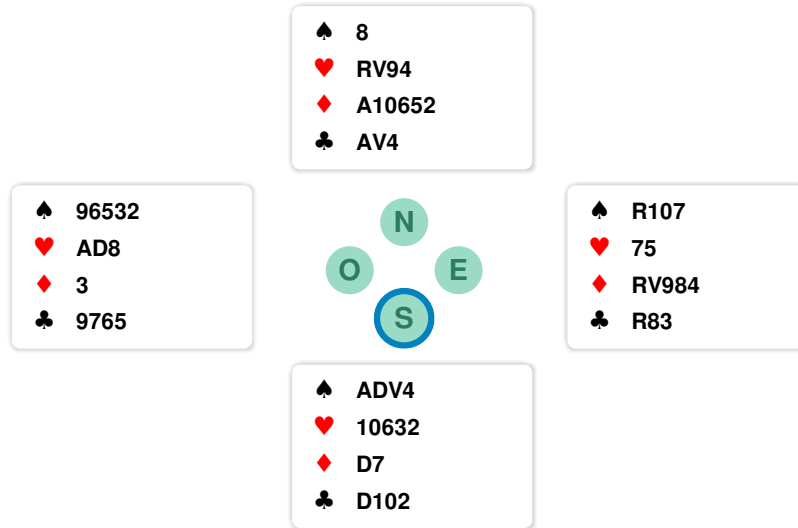 ♠ 8
♥ RV94
♦ A10652
♣ AV4
♠ 96532
♥ AD8
♦ 3
♣ 9765
N
O E
S
♠ R107
♥ 75
♦ RV984
♣ R83
♠ ADV4
♥ 10632
♦ D7
♣ D102